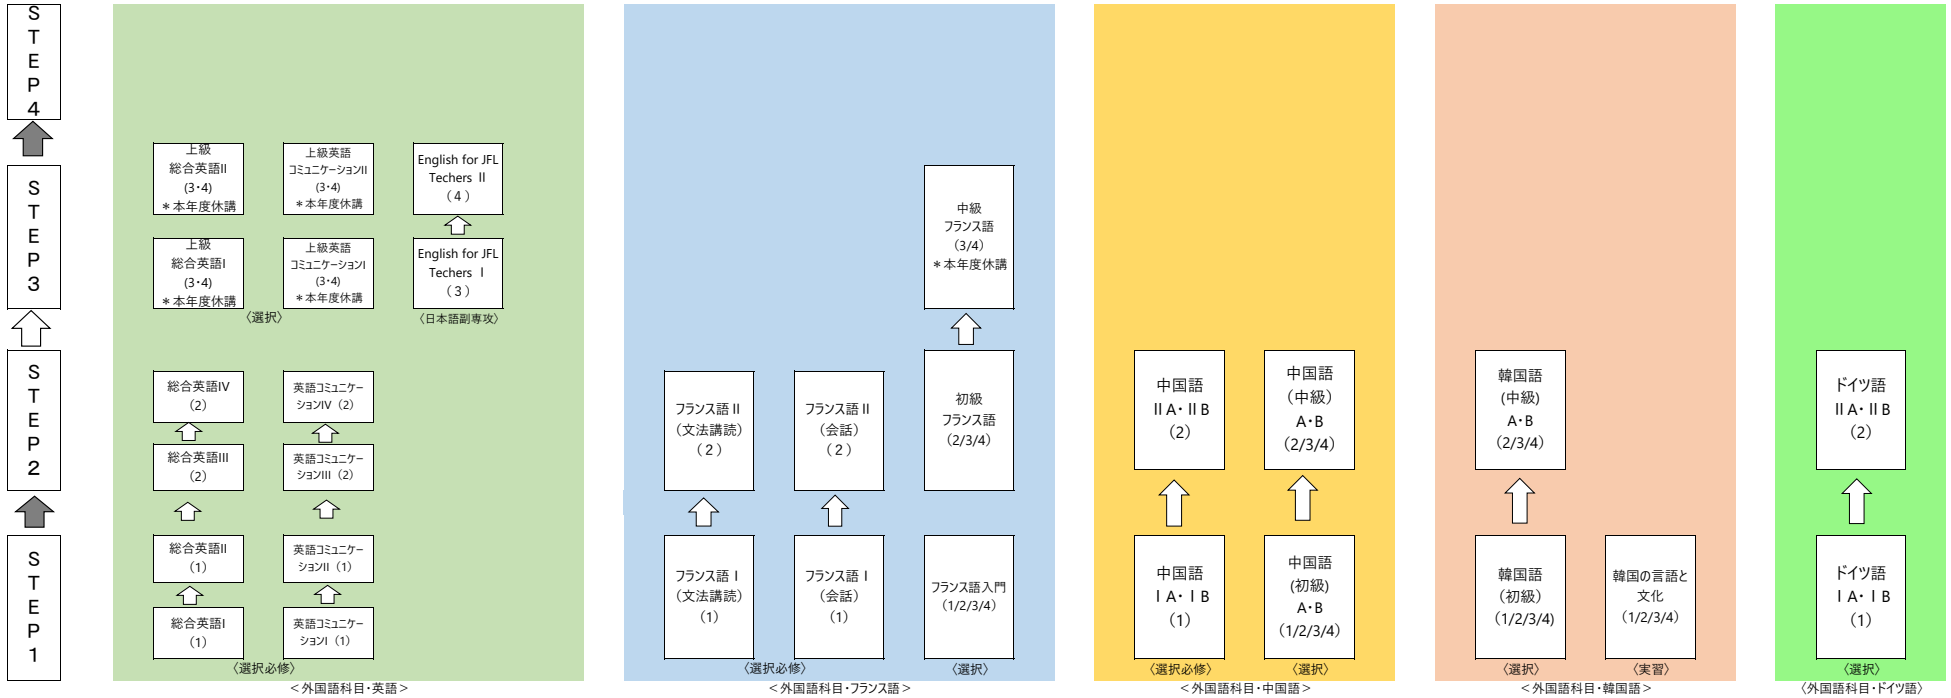 STEP4
STEP3
STEP2
STEP1
上級
総合英語II
(3・4)
＊本年度休講
上級英語
コミュニケーションII
(3・4)
＊本年度休講
English for JFL
Techers Ⅱ
（4）
上級
総合英語I
(3・4)
＊本年度休講
上級英語
コミュニケーションI
(3・4)
＊本年度休講
English for JFL
Techers Ⅰ
（3）
〈選択〉
〈日本語副専攻〉
総合英語IV
（2）
英語コミュニケー
ションIV（2）
総合英語III
（2）
英語コミュニケー
ションIII（2）
総合英語II
（1）
英語コミュニケー
ションII（1）
総合英語I
（1）
英語コミュニケー
ションI（1）
〈選択必修〉
＜外国語科目・英語＞
中級
フランス語
（3/4）
＊本年度休講
フランス語Ⅱ
（文法講読）
（2）
フランス語Ⅱ
（会話）
（2）
初級
フランス語
（2/3/4）
フランス語Ⅰ
（文法講読）
（1）
フランス語Ⅰ
（会話）
（1）
フランス語入門
（1/2/3/4）
〈選択必修〉
〈選択〉
＜外国語科目・フランス語＞
中国語
ⅡA・ⅡB
（2）
中国語
（中級）
A・B
（2/3/4）
中国語
ⅠA・ⅠB
（1）
中国語
(初級）
A・B
（1/2/3/4）
〈選択必修〉
〈選択〉
＜外国語科目・中国語＞
韓国語
(中級)
A・B
（2/3/4）
韓国語
（初級）
（1/2/3/4)
韓国の言語と
文化
（1/2/3/4）
〈選択〉
〈実習〉
＜外国語科目・韓国語＞
ドイツ語
ⅡA・ⅡB
（2）
ドイツ語
ⅠA・ⅠB
（1）
〈選択〉
〈外国語科目・ドイツ語〉